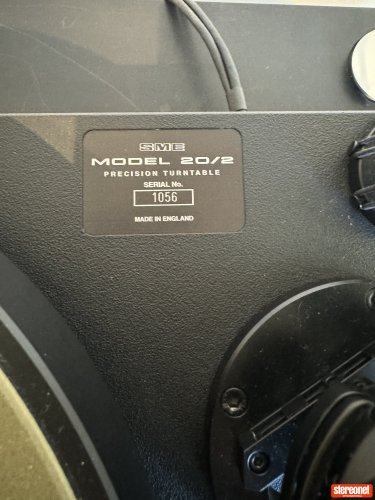 SME
MODEL 20/2
PRECISION TURNTABLE
SERIAL No.
1056
MADE IN ENGLAND
stereonet